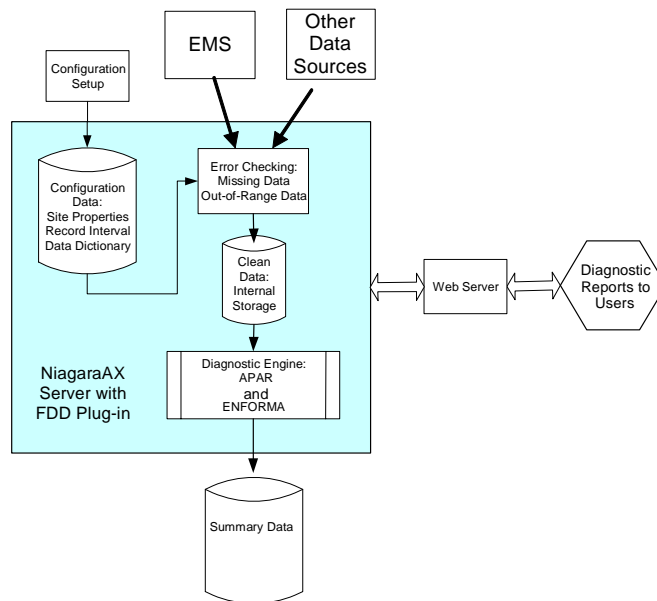 EMS
Other
Data
Sources
Configuration
Setup
Configuration
Data:
Site Properties
Record Interval
Data Dictionary
Error Checking:
Missing Data
Out-of-Range Data
Clean
Data:
Internal
Storage
Diagnostic Engine:
APAR
and
ENFORMA
NiagaraAX
Server with
FDD Plug-in
Web Server
Diagnostic
Reports to
Users
Summary Data